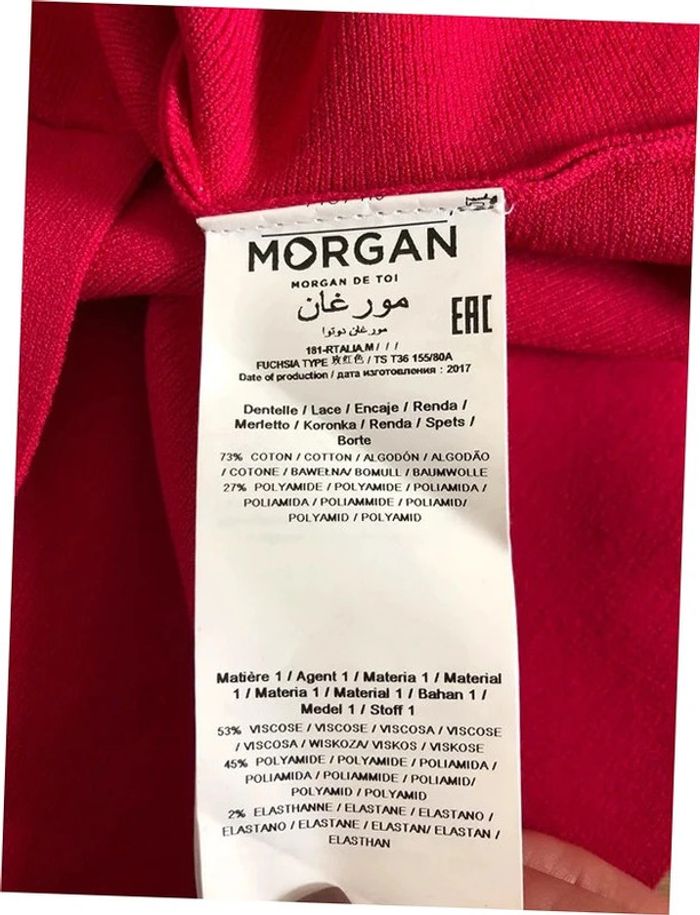 MORGAN
MORGAN DE TOI
مورغان
مورغان دوتوا
EAC
181-RTALIA.M / / /
FUCHSIA TYPE 玫红色 / TS T36 155/80A
Date of production / дата изготовления : 2017
Dentelle / Lace / Encaje / Renda /
Merletto / Koronka / Renda / Spets /
Borte
73% COTON / COTTON / ALGODÓN / ALGODÃO
/ COTONE / BAWEŁNA/ BOMULL / BAUMWOLLE
27% POLYAMIDE / POLYAMIDE / POLIAMIDA /
POLIAMIDA / POLIAMMIDE / POLIAMID/
POLYAMID / POLYAMID
Matière 1 / Agent 1 / Materia 1 / Material
1 / Materia 1 / Material 1 / Bahan 1 /
Medel 1 / Stoff 1
53% VISCOSE / VISCOSE / VISCOSA / VISCOSE
/ VISCOSA / WISKOZA/ VISKOS / VISKOSE
45% POLYAMIDE / POLYAMIDE / POLIAMIDA /
POLIAMIDA / POLIAMMIDE / POLIAMID/
POLYAMID / POLYAMID
2% ELASTHANNE / ELASTANE / ELASTANO /
ELASTANO / ELASTANE / ELASTAN/ ELASTAN /
ELASTHAN